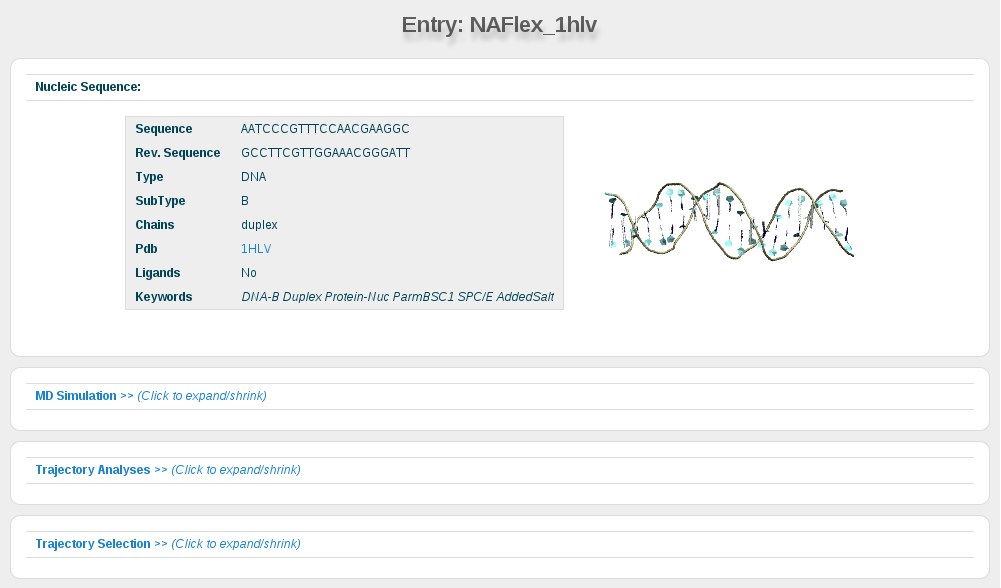 Entry: NAFlex_1hlv
Nucleic Sequence:
Sequence AATCCCGTTTCCAACGAAGGC
Rev. Sequence GCCTTCGTTGGAAACGGGATT
Type DNA
SubType B
Chains duplex
Pdb 1HLV
Ligands No
Keywords DNA-B Duplex Protein-Nuc ParmBSC1 SPC/E AddedSalt
MD Simulation >> (Click to expand/shrink)
Trajectory Analyses >> (Click to expand/shrink)
Trajectory Selection >> (Click to expand/shrink)